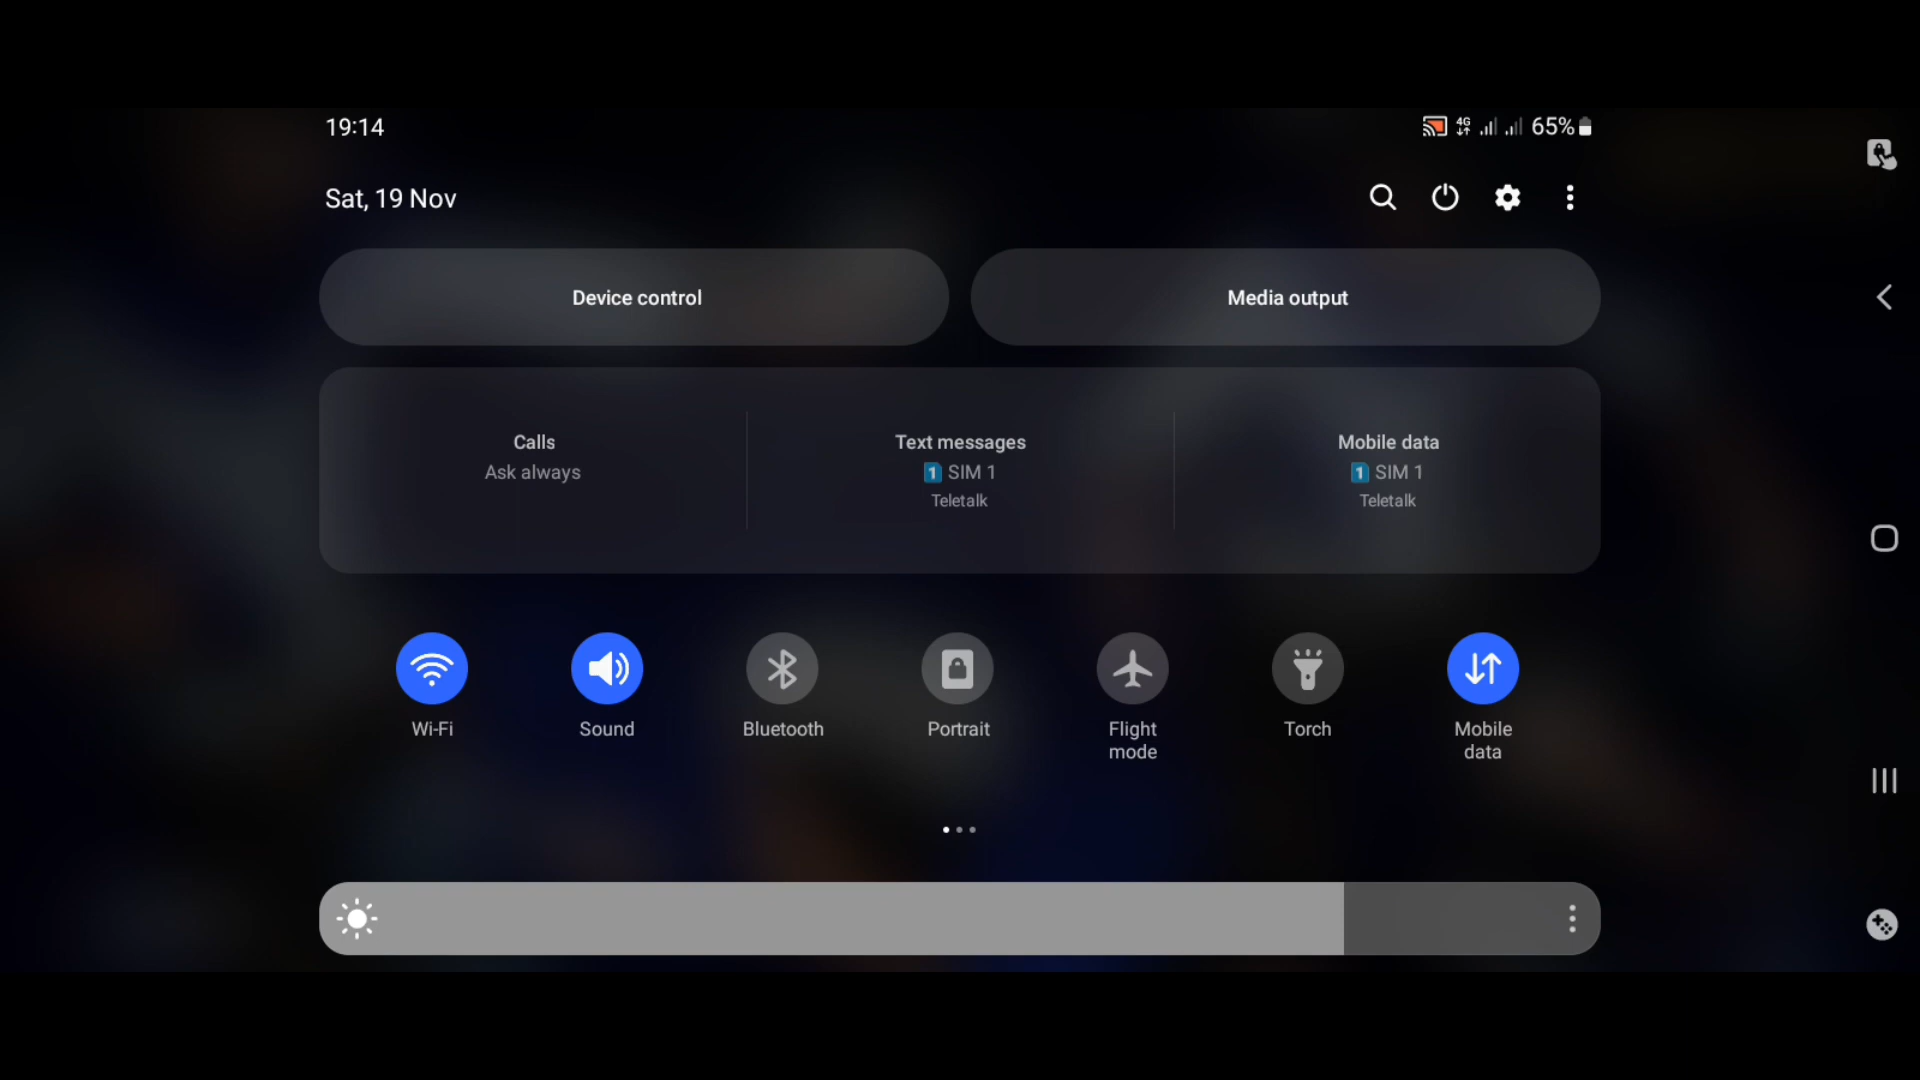 19:14
4G 65%
Sat, 19 Nov
Device control
Media output
Calls
Ask always
Text messages
1 SIM 1
Teletalk
Mobile data
1 SIM 1
Teletalk
Wi-Fi
Sound
Bluetooth
Portrait
Flight
mode
Torch
Mobile
data